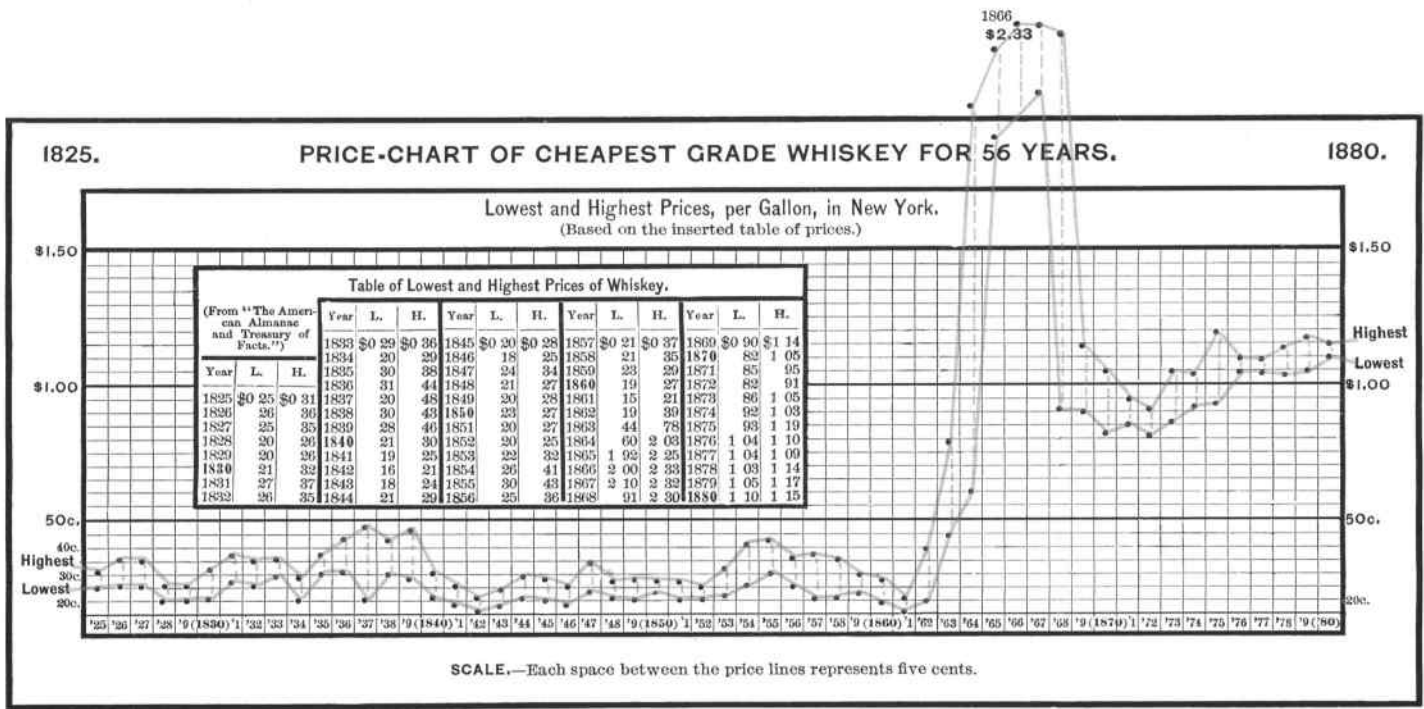 1866
$2.33
1825. PRICE-CHART OF CHEAPEST GRADE WHISKEY FOR 56 YEARS. 1880.
Lowest and Highest Prices, per Gallon, in New York.
(Based on the inserted table of prices.)
$1.50 $1.50
Table of Lowest and Highest Prices of Whiskey.
(From "The Ameri-
can Almanac
and Treasury of
Facts.")
Year L. H.
1825 $0 25 $0 31
1826 26 36
1827 25 35
1828 20 26
1829 20 26
1830 21 32
1831 27 37
1832 26 35
Year L. H.
1833 $0 29 $0 36
1834 20 29
1835 30 38
1836 31 44
1837 20 48
1838 30 43
1839 28 46
1840 21 30
1841 19 25
1842 16 21
1843 18 24
1844 21 29
Year L. H.
1845 $0 20 $0 28
1846 18 25
1847 24 34
1848 21 27
1849 20 28
1850 23 27
1851 20 27
1852 20 25
1853 22 32
1854 26 41
1855 30 43
1856 25 36
Year L. H.
1857 $0 21 $0 37
1858 21 35
1859 23 29
1860 19 27
1861 15 21
1862 19 39
1863 44 78
1864 60 2 03
1865 1 92 2 25
1866 2 00 2 33
1867 2 10 2 32
1868 91 2 30
Year L. H.
1869 $0 90 $1 14
1870 82 1 05
1871 85 95
1872 82 91
1873 86 1 05
1874 92 1 03
1875 93 1 19
1876 1 04 1 10
1877 1 04 1 09
1878 1 03 1 14
1879 1 05 1 17
1880 1 10 1 15
Highest
Lowest
$1.00 $1.00
50c. 50c.
40c.
Highest
30c.
Lowest
20c. 20c.
'25 '26 '27 '28 '9 (1830) '1 '32 '33 '34 '35 '36 '37 '38 '9 (1840) '1 '42 '43 '44 '45 '46 '47 '48 '9 (1850) '1 '52 '53 '54 '55 '56 '57 '58 '9 (1860) '1 '62 '63 '64 '65 '66 '67 '68 '9 (1870) '1 '72 '73 '74 '75 '76 '77 '78 '9 ('80)
SCALE.—Each space between the price lines represents five cents.